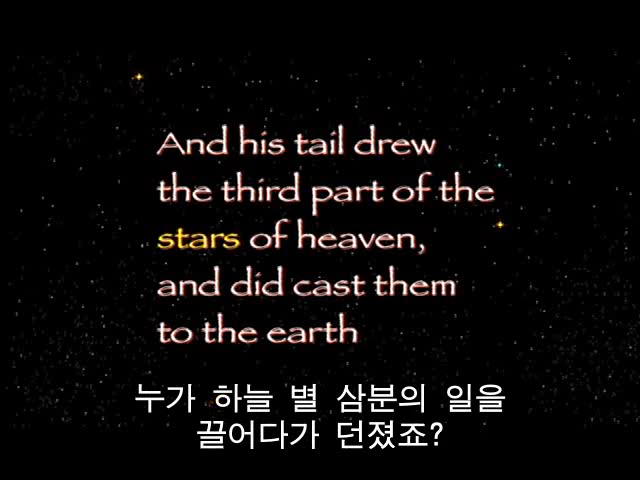 And his tail drew
the third part of the
stars of heaven,
and did cast them
to the earth
누가 하늘 별 삼분의 일을
끌어다가 던졌죠?